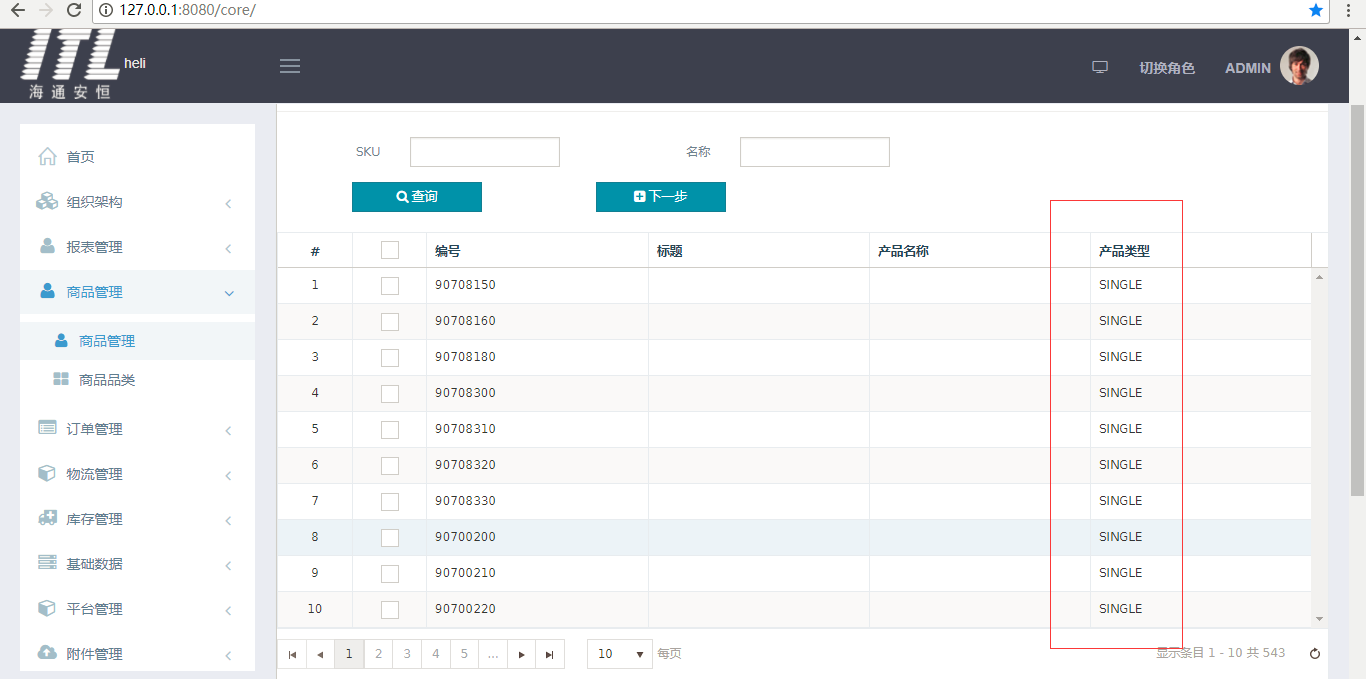 127.0.0.1:8080/core/
ITL heli
海通安恒
切换角色 ADMIN
首页
组织架构
报表管理
商品管理
商品管理
商品品类
订单管理
物流管理
库存管理
基础数据
平台管理
附件管理
SKU 名称
查询 下一步
# 编号 标题 产品名称 产品类型
1 90708150 SINGLE
2 90708160 SINGLE
3 90708180 SINGLE
4 90708300 SINGLE
5 90708310 SINGLE
6 90708320 SINGLE
7 90708330 SINGLE
8 90700200 SINGLE
9 90700210 SINGLE
10 90700220 SINGLE
1 2 3 4 5 ... 10 每页 显示条目 1 - 10 共 543